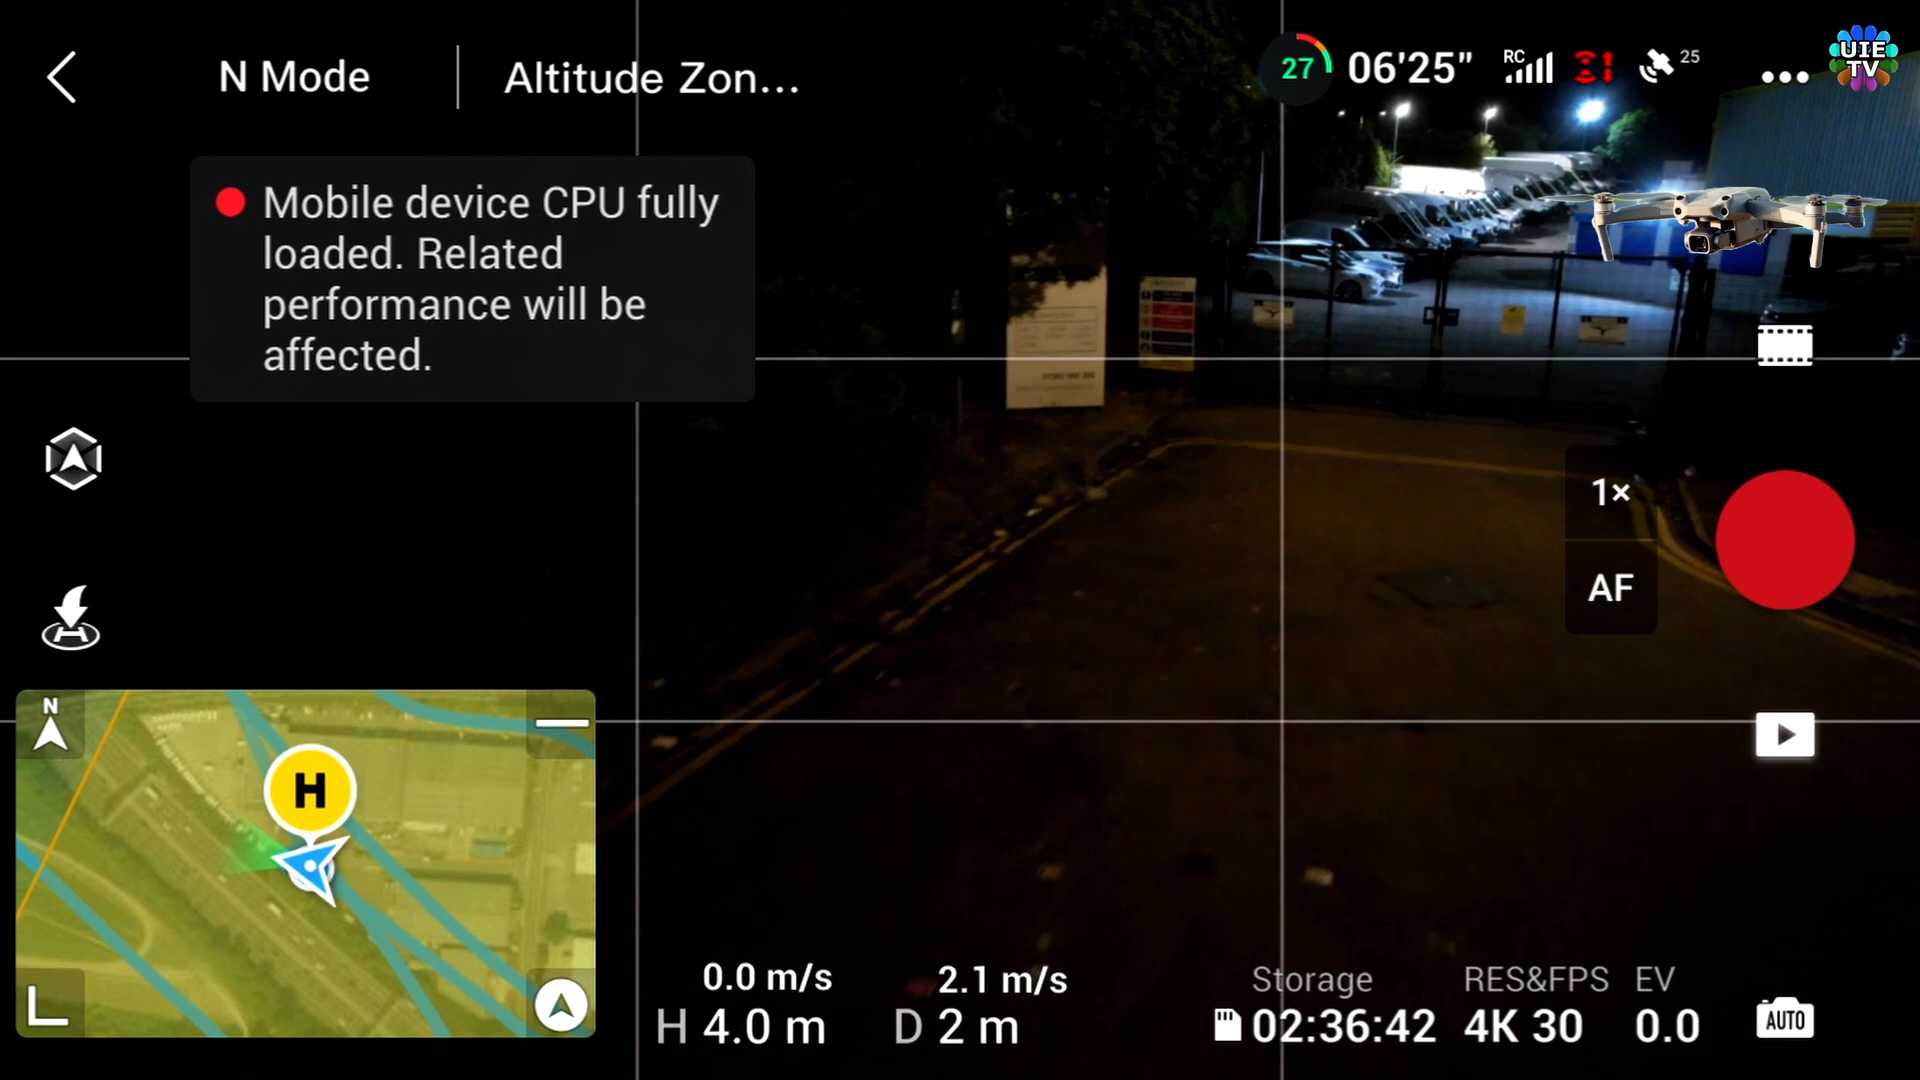 N Mode
Altitude Zon...
27
06'25"
RC
25
UIE
TV
Mobile device CPU fully
loaded. Related
performance will be
affected.
1×
AF
N
H
0.0 m/s
2.1 m/s
H 4.0 m
D 2 m
Storage
RES&FPS
EV
02:36:42
4K 30
0.0
AUTO